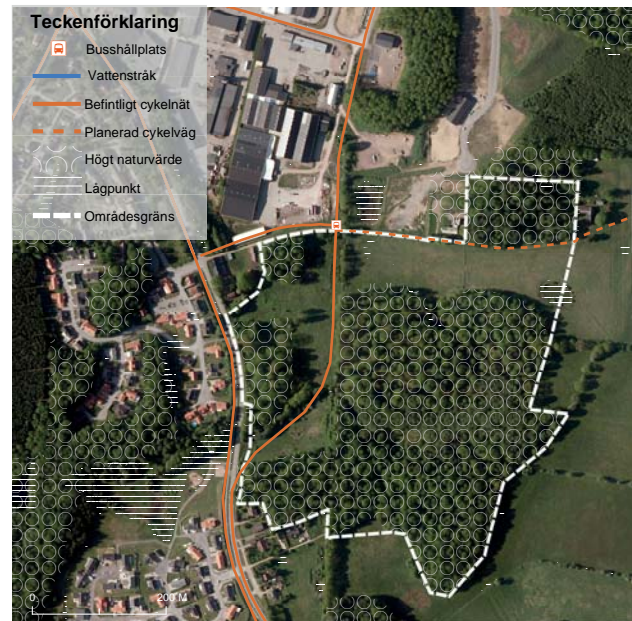 Teckenförklaring
Busshållplats
Vattenstråk
Befintligt cykelnät
Planerad cykelväg
Högt naturvärde
Lågpunkt
Områdesgräns
0 200 M